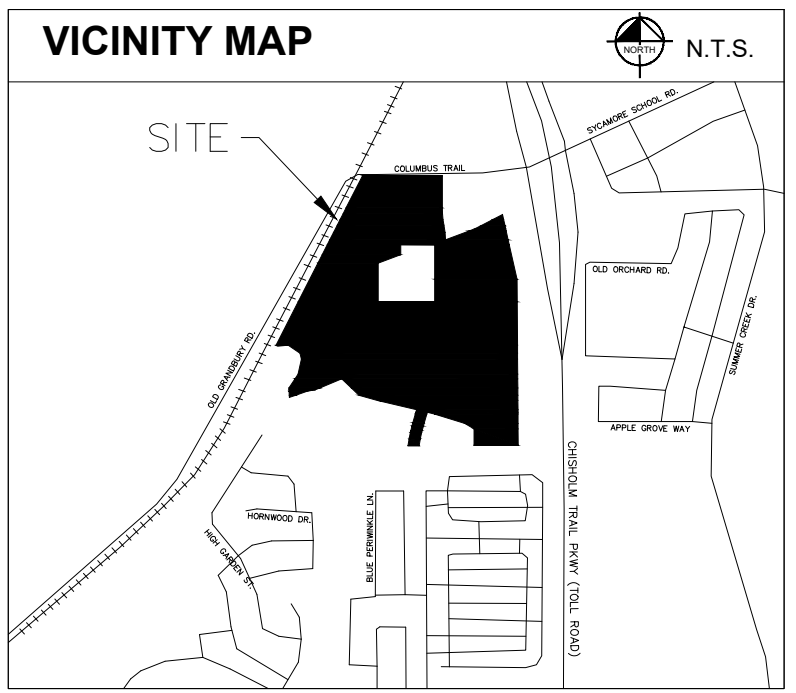 VICINITY MAP
NORTH
N.T.S.
SITE
SYCAMORE SCHOOL RD.
COLUMBUS TRAIL
OLD ORCHARD RD.
SUMMER CREEK DR.
OLD GRANDBURY RD.
APPLE GROVE WAY
CHISHOLM TRAIL PKWY (TOLL ROAD)
BLUE PERIWINKLE LN.
HORNWOOD DR.
HIGH GARDEN ST.